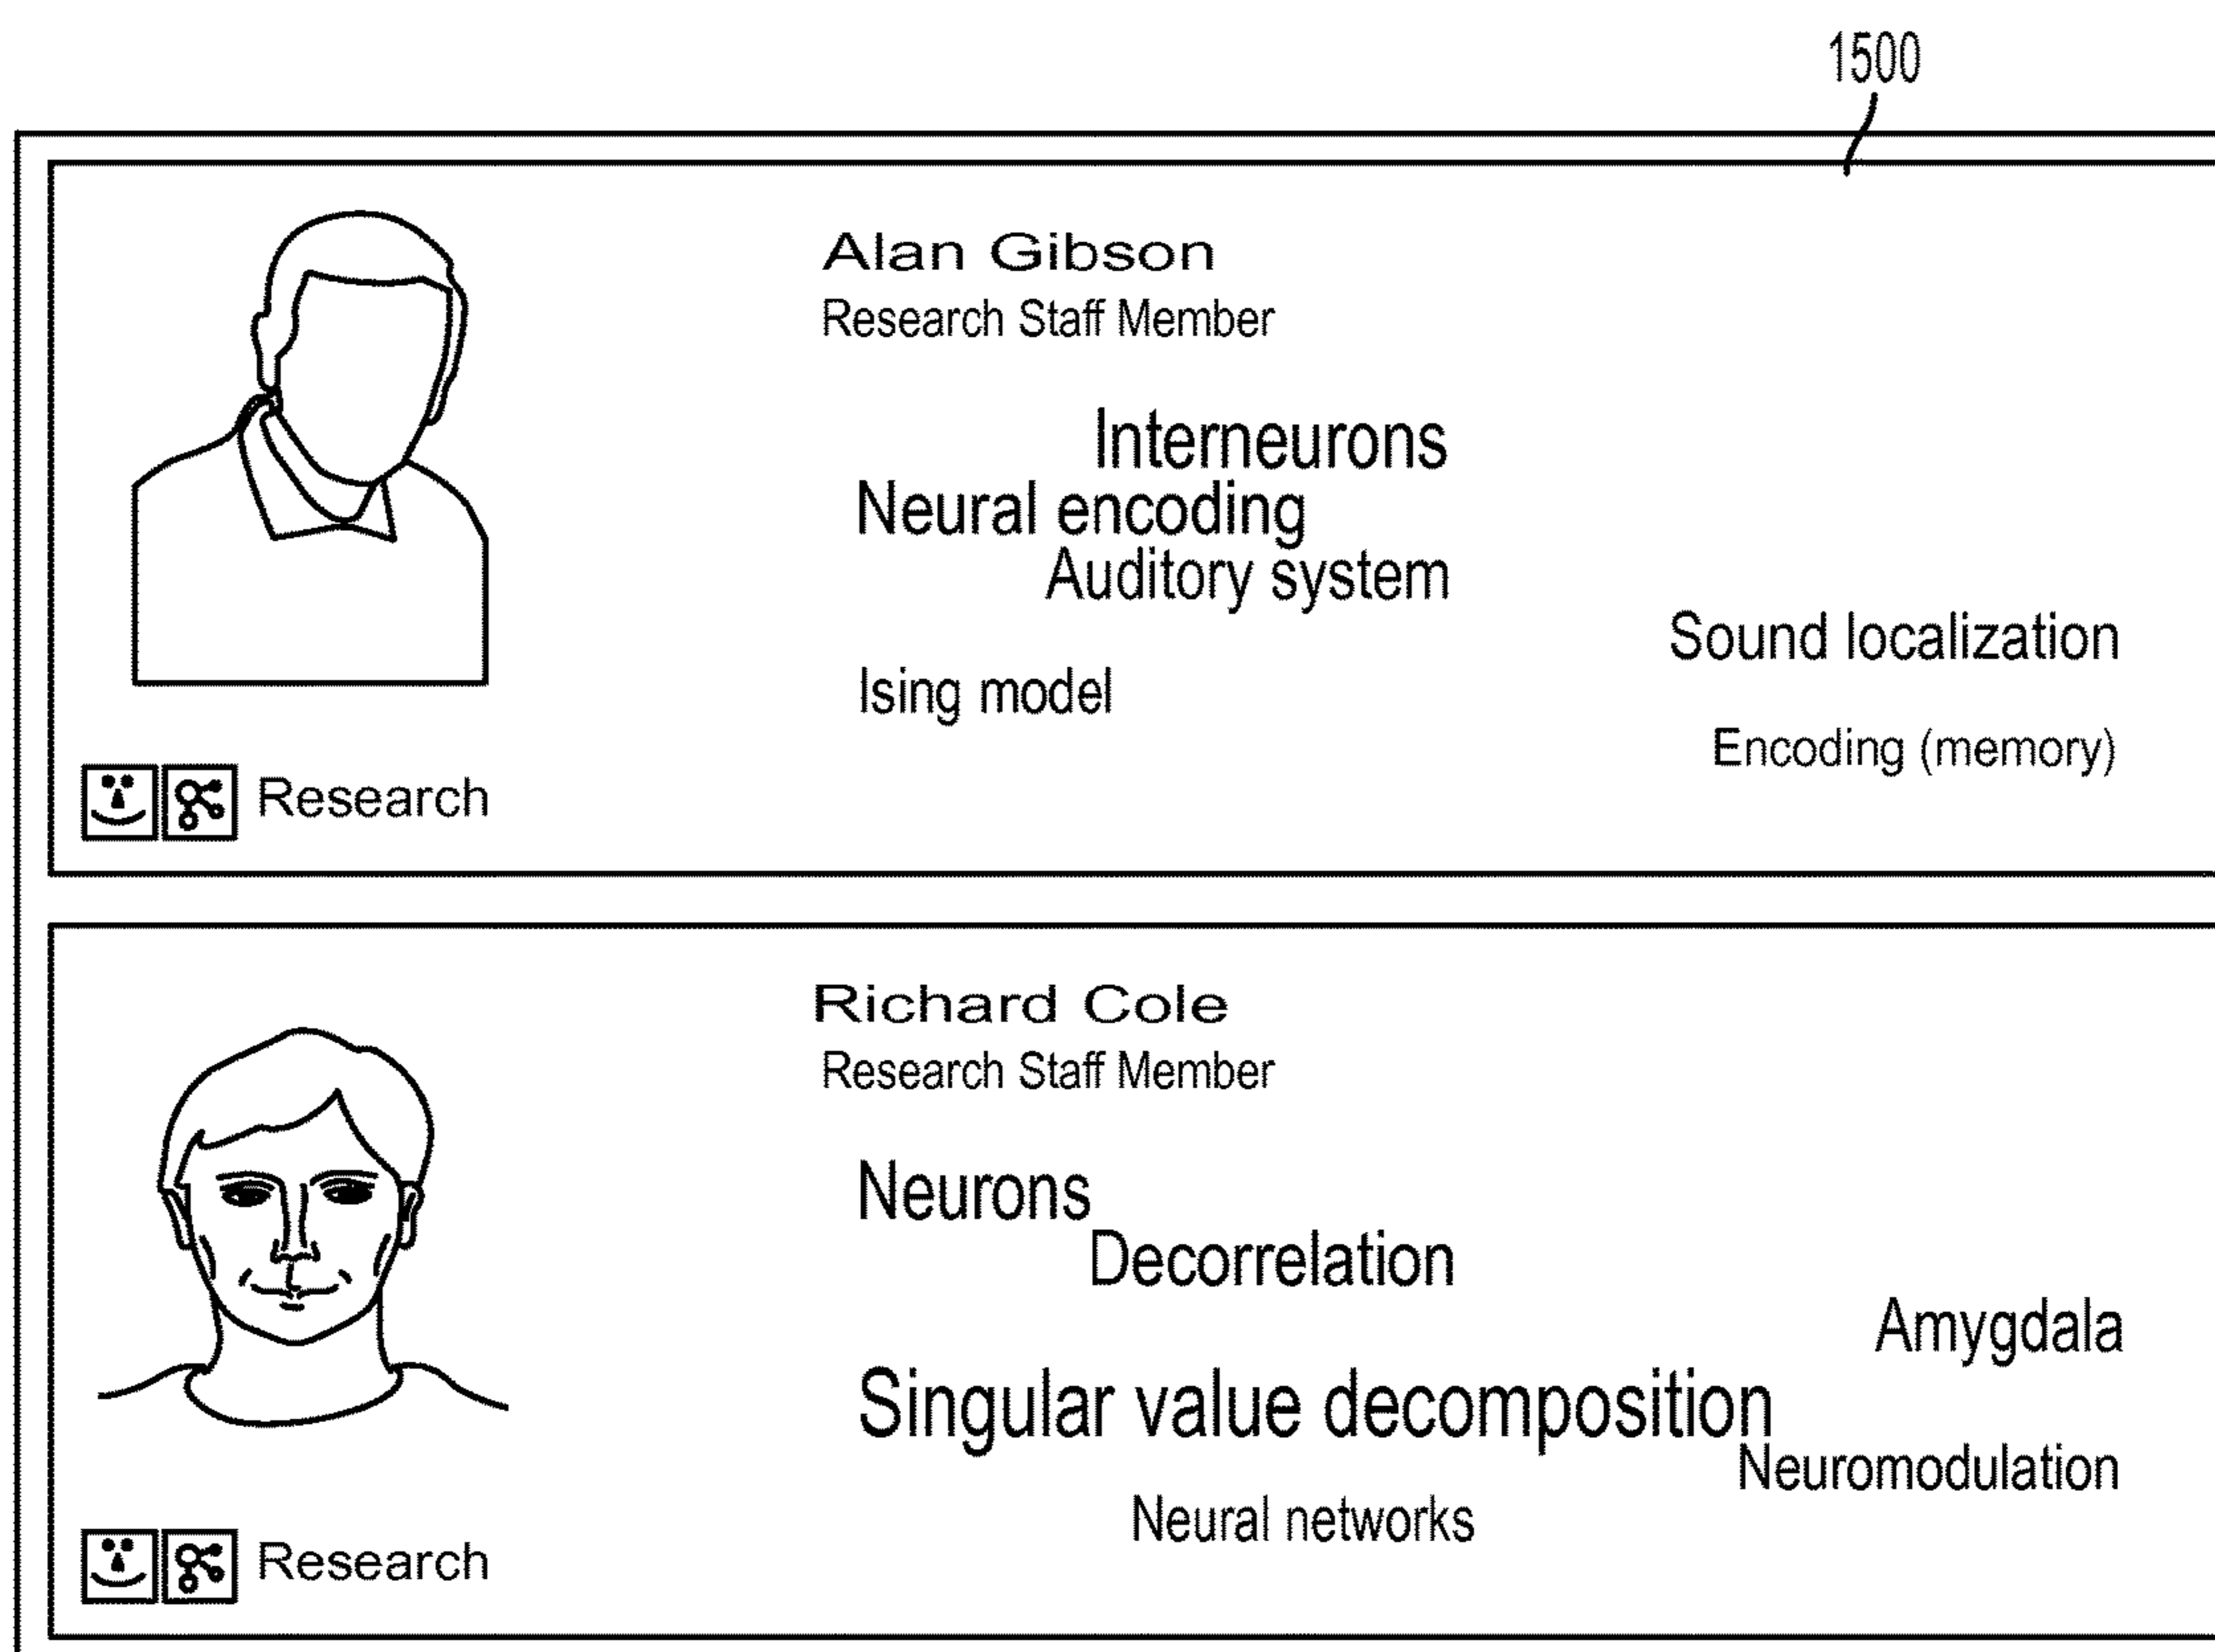 1500
Alan Gibson
Research Staff Member
Interneurons
Neural encoding
Auditory system
Sound localization
Ising model
Encoding (memory)
Research
Richard Cole
Research Staff Member
Neurons
Decorrelation
Amygdala
Singular value decomposition
Neuromodulation
Neural networks
Research